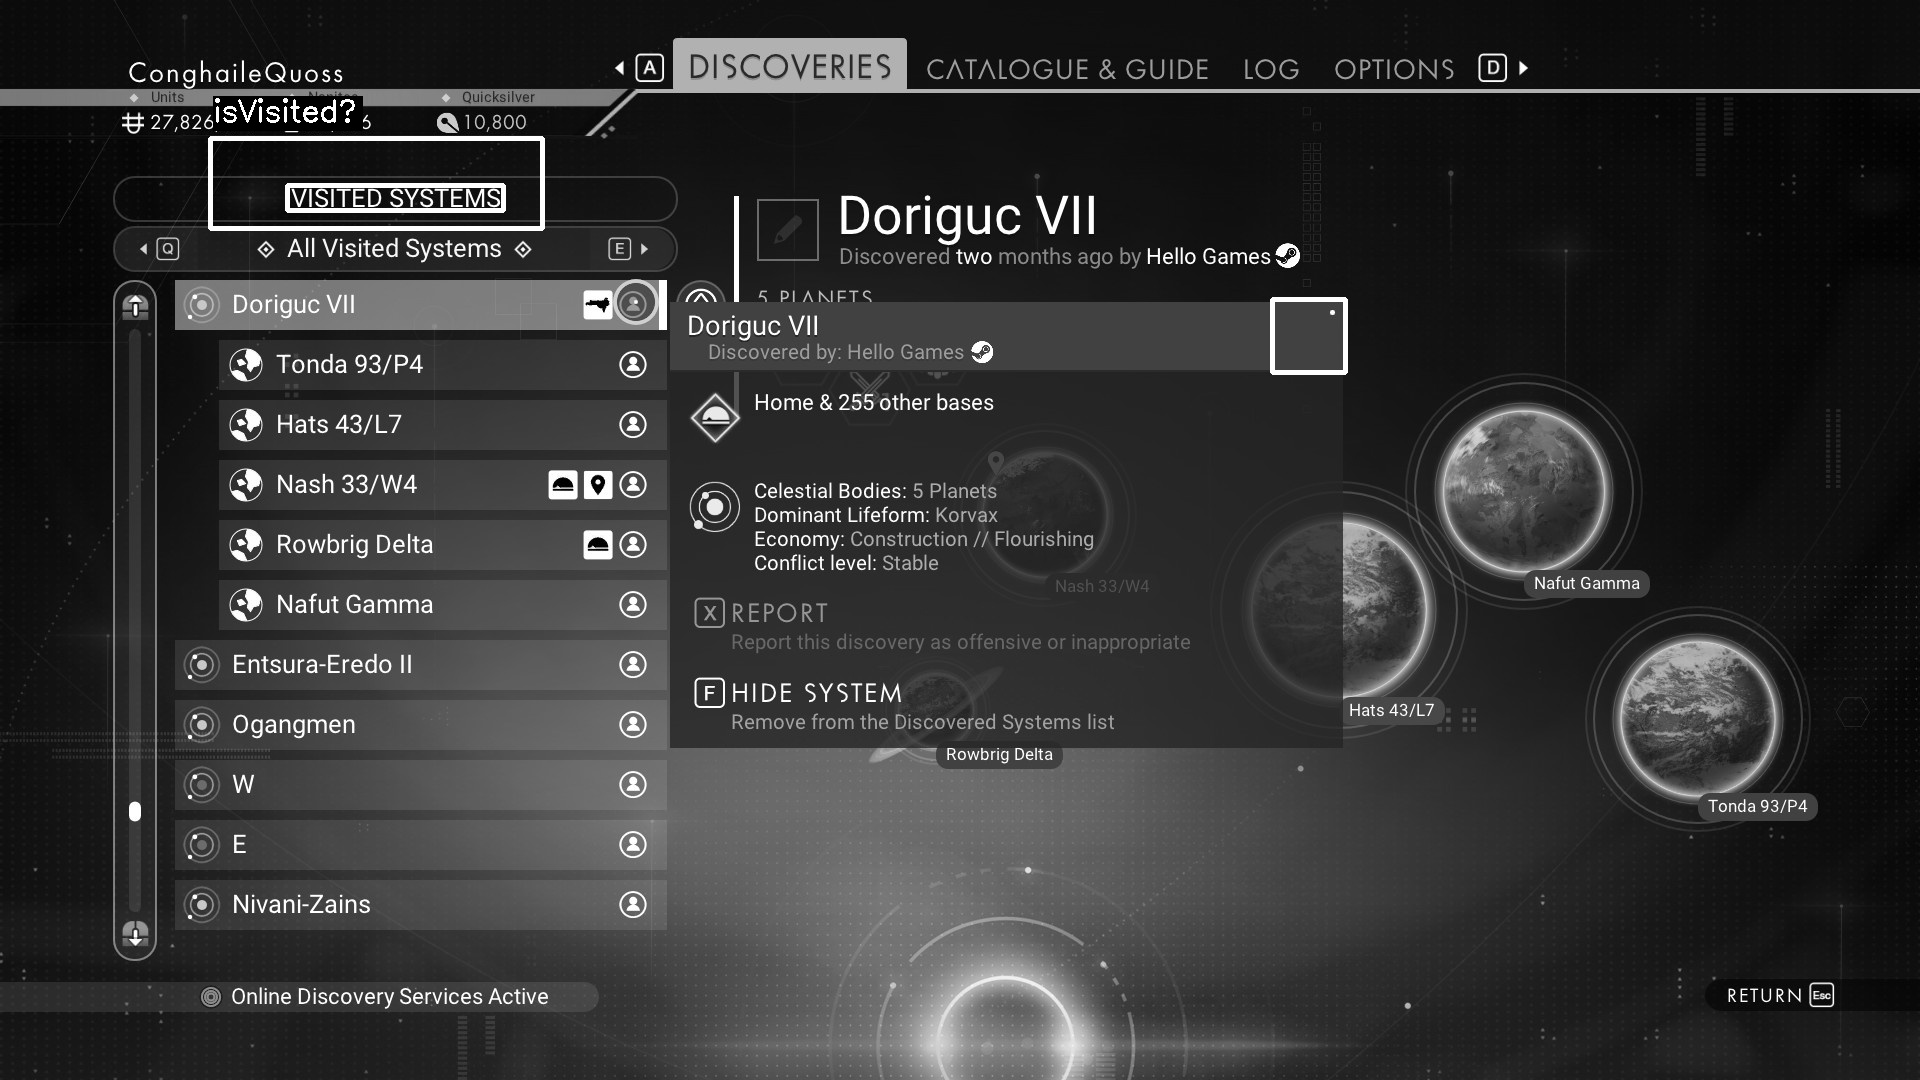 ConghaileQuoss
A
DISCOVERIES
CATALOGUE & GUIDE
LOG
OPTIONS
D
Units
Quicksilver
isVisited?
27,826
6
10,800
VISITED SYSTEMS
Q
All Visited Systems
E
Doriguc VII
Tonda 93/P4
Hats 43/L7
Nash 33/W4
Rowbrig Delta
Nafut Gamma
Entsura-Eredo II
Ogangmen
W
E
Nivani-Zains
Online Discovery Services Active
Doriguc VII
Discovered two months ago by Hello Games
5 PLANETS
Doriguc VII
Discovered by: Hello Games
Home & 255 other bases
Celestial Bodies: 5 Planets
Dominant Lifeform: Korvax
Economy: Construction // Flourishing
Conflict level: Stable
Nash 33/W4
X REPORT
Report this discovery as offensive or inappropriate
F HIDE SYSTEM
Remove from the Discovered Systems list
Rowbrig Delta
Nafut Gamma
Hats 43/L7
Tonda 93/P4
RETURN Esc